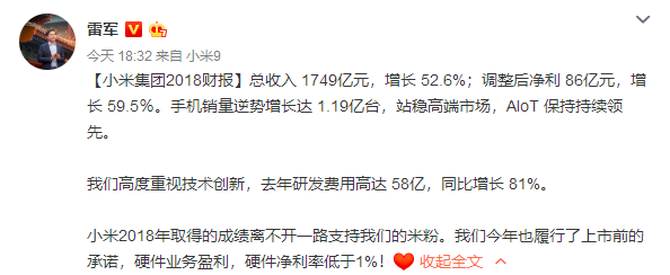 雷军
今天 18:32 来自 小米9
【小米集团2018财报】总收入 1749亿元，增长 52.6%；调整后净利 86亿元，增
长 59.5%。手机销量逆势增长达 1.19亿台，站稳高端市场，AIoT 保持持续领
先。
我们高度重视技术创新，去年研发费用高达 58亿，同比增长 81%。
小米2018年取得的成绩离不开一路支持我们的米粉。我们今年也履行了上市前的
承诺，硬件业务盈利，硬件净利率低于1%！ 收起全文